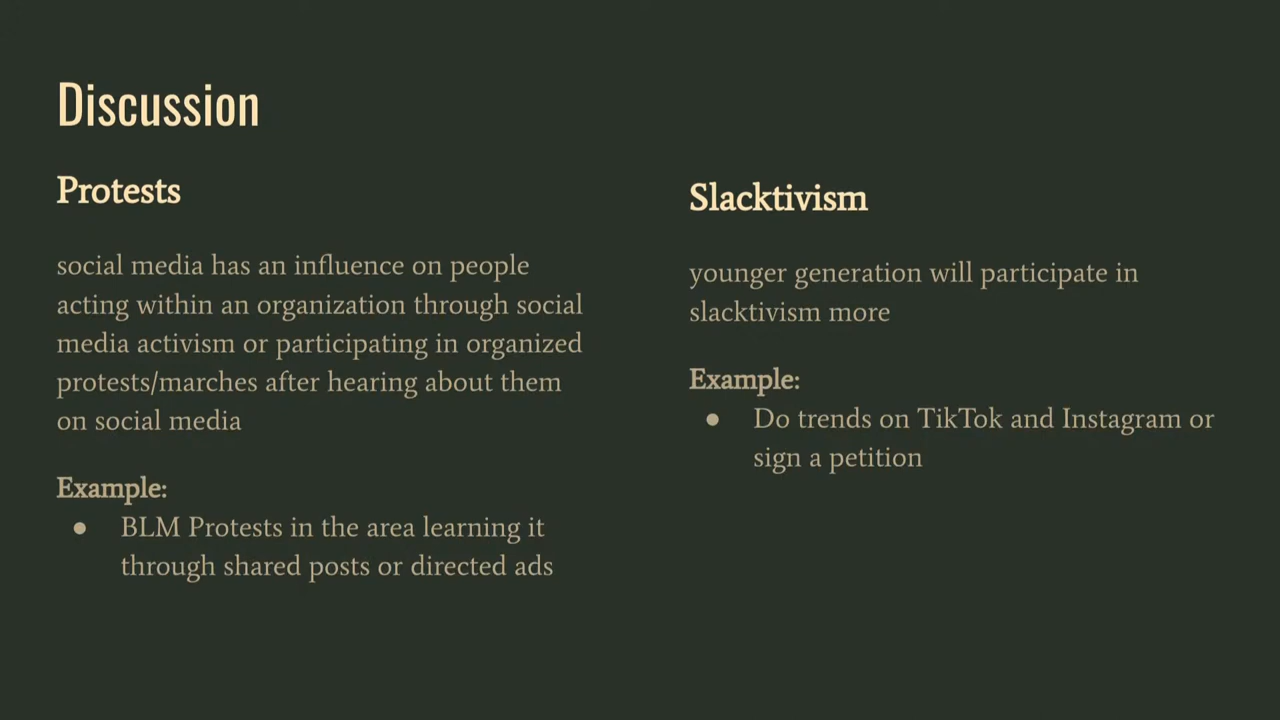 Discussion
Protests
social media has an influence on people
acting within an organization through social
media activism or participating in organized
protests/marches after hearing about them
on social media
Example:
● BLM Protests in the area learning it
through shared posts or directed ads
Slacktivism
younger generation will participate in
slacktivism more
Example:
● Do trends on TikTok and Instagram or
sign a petition